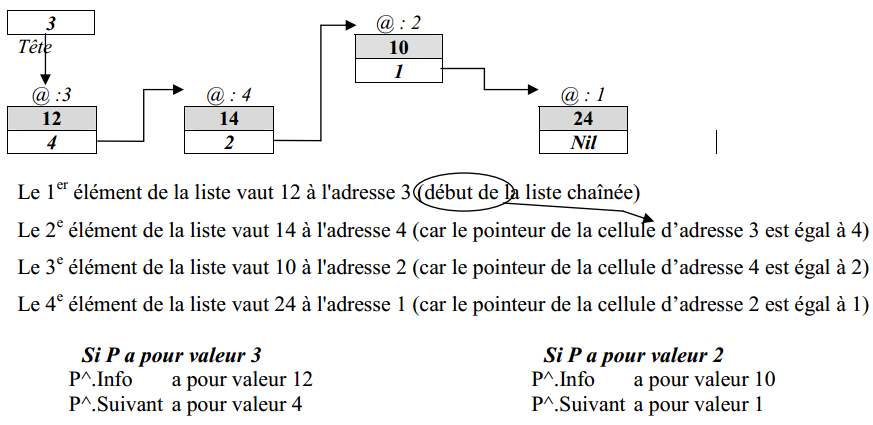 3
Tête
@ : 2
10
1
@ :3
12
4
@ : 4
14
2
@ : 1
24
Nil
Le 1er élément de la liste vaut 12 à l'adresse 3 (début de la liste chaînée)
Le 2e élément de la liste vaut 14 à l'adresse 4 (car le pointeur de la cellule d’adresse 3 est égal à 4)
Le 3e élément de la liste vaut 10 à l'adresse 2 (car le pointeur de la cellule d’adresse 4 est égal à 2)
Le 4e élément de la liste vaut 24 à l'adresse 1 (car le pointeur de la cellule d’adresse 2 est égal à 1)
Si P a pour valeur 3
P^.Info a pour valeur 12
P^.Suivant a pour valeur 4
Si P a pour valeur 2
P^.Info a pour valeur 10
P^.Suivant a pour valeur 1